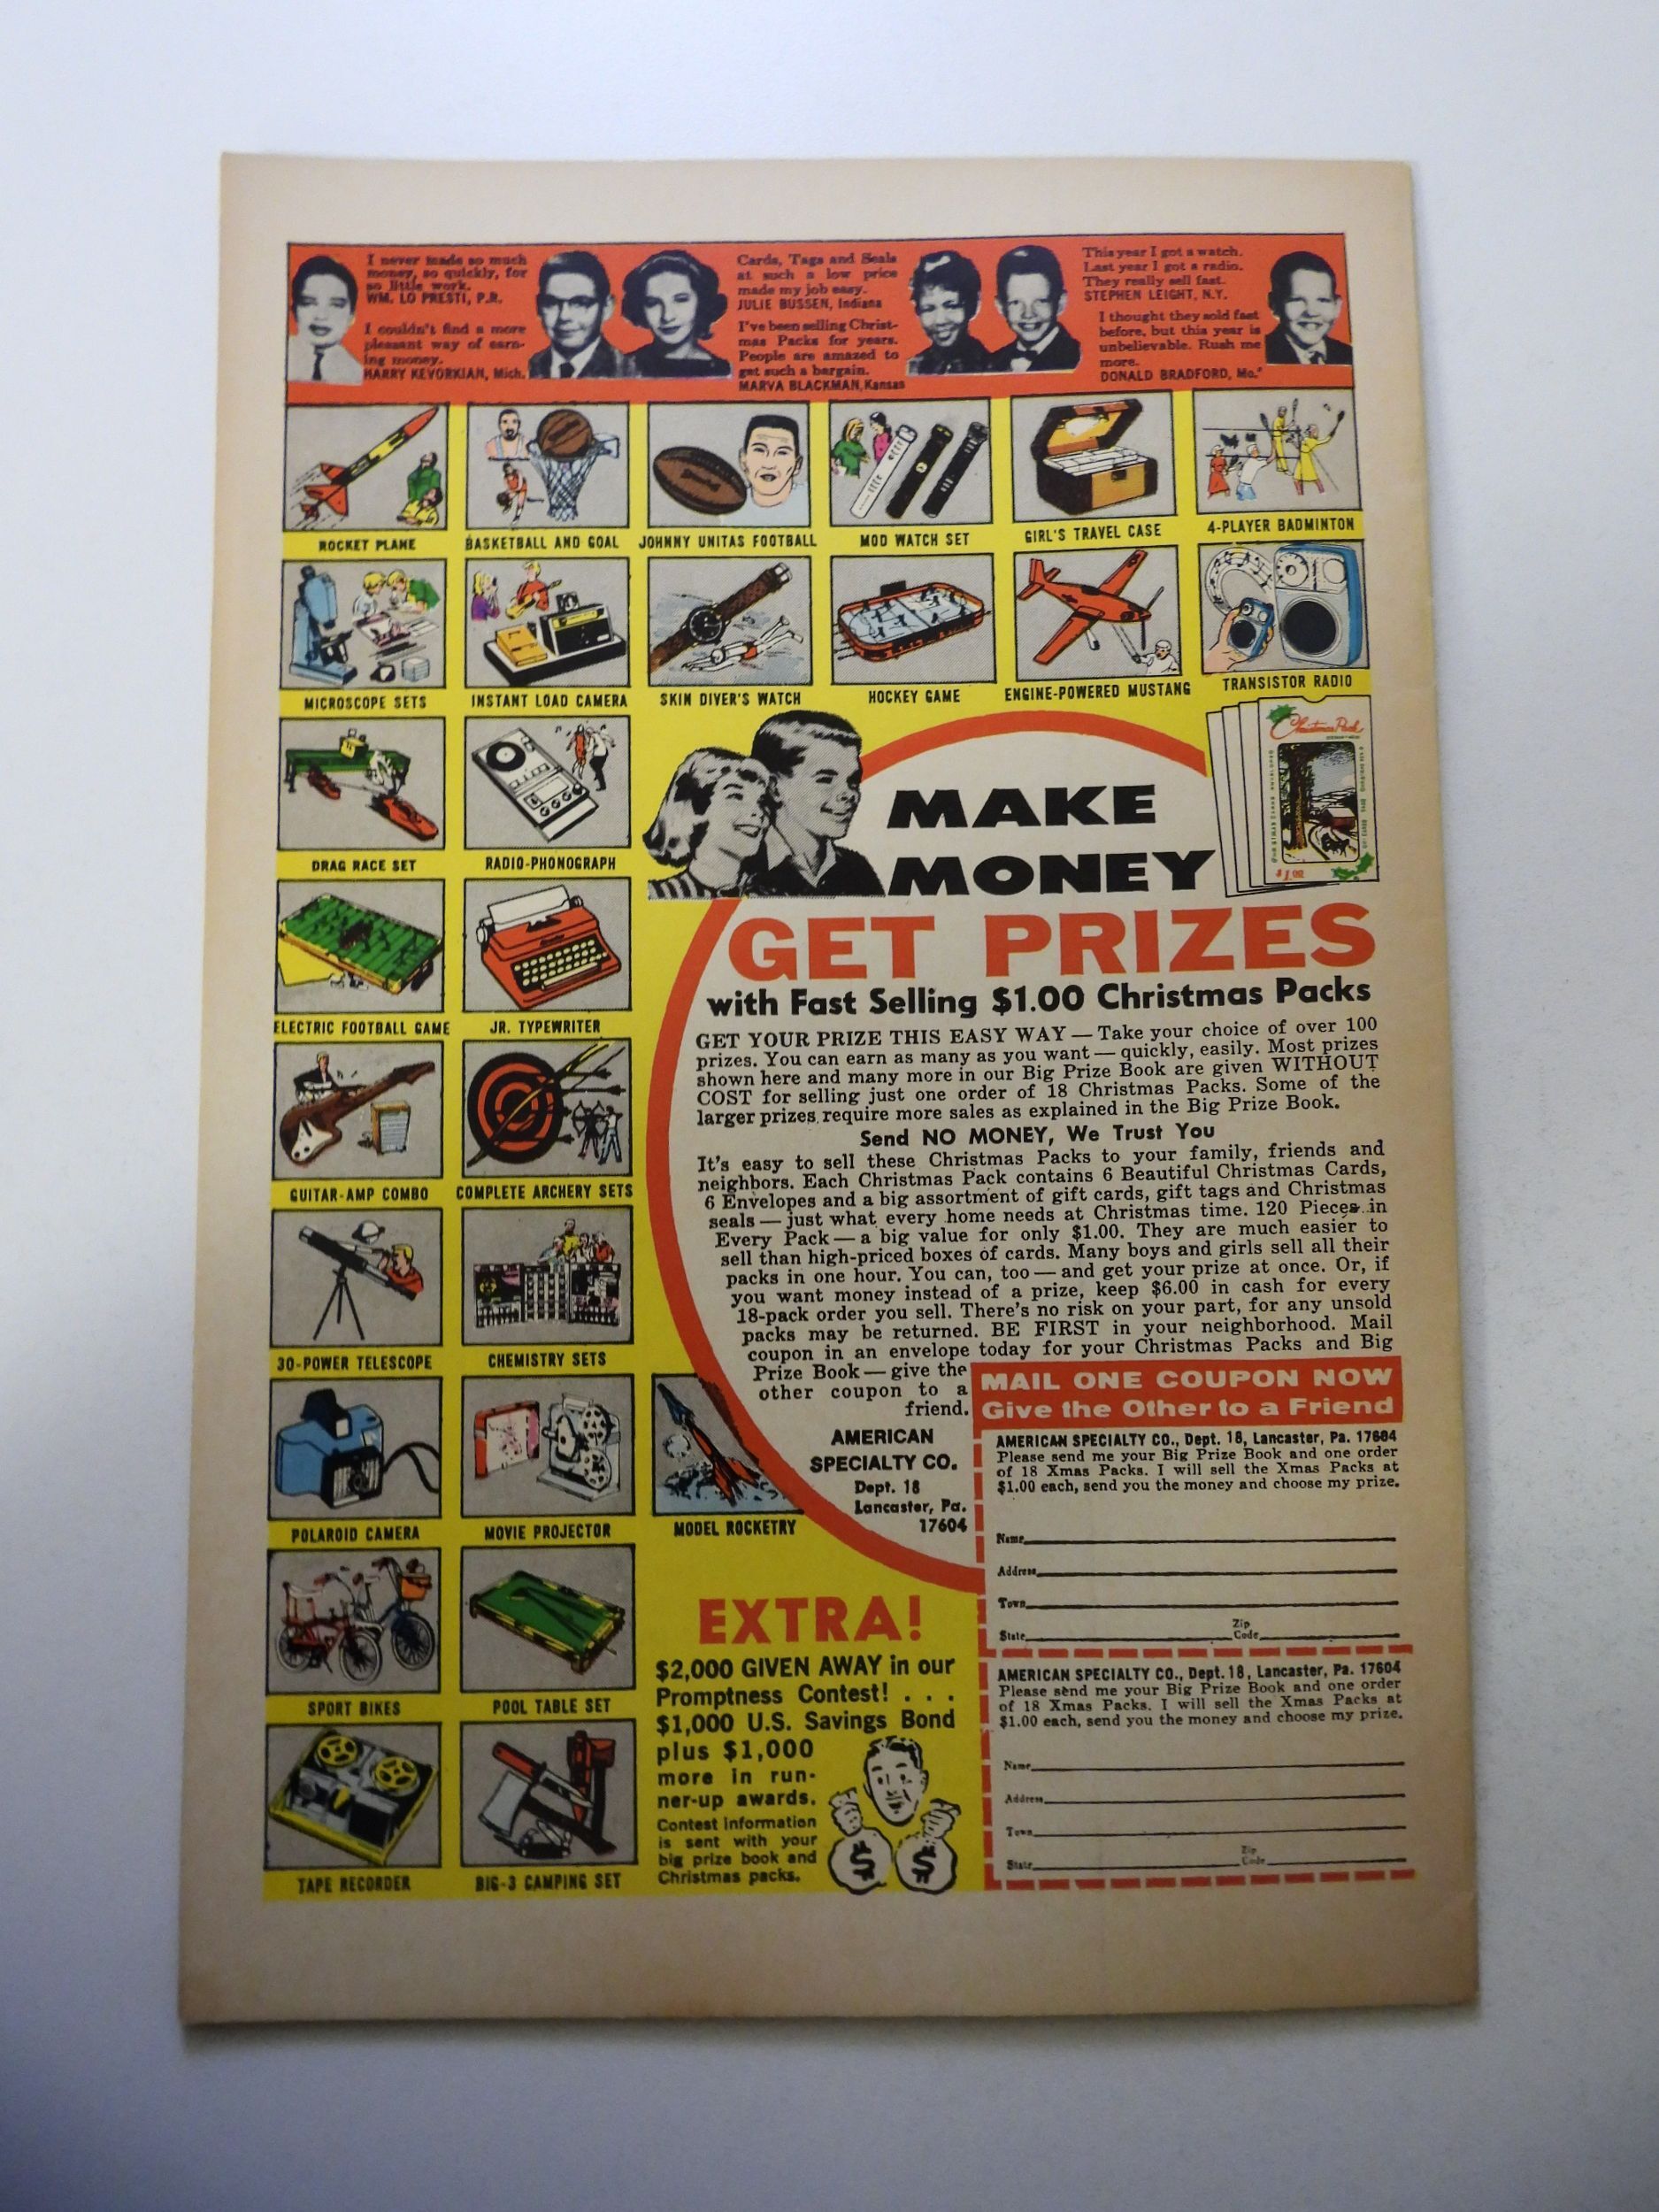 I never made so much
money, so quickly, for
so little work.
WM. LO PRESTI, P.R.
I couldn't find a more
pleasant way of earn-
ing money.
HARRY KEVORKIAN, Mich.
Cards, Tags and Seals
at such a low price
made my job easy.
JULIE BUSSEN, Indiana
I've been selling Christ-
mas Packs for years.
People are amazed to
get such a bargain.
MARVA BLACKMAN, Kansas
This year I got a watch.
Last year I got a radio.
They really sell fast.
STEPHEN LEIGHT, N.Y.
I thought they sold fast
before, but this year is
unbelievable. Rush me
more.
DONALD BRADFORD, Mo."
ROCKET PLANE
BASKETBALL AND GOAL
JOHNNY UNITAS FOOTBALL
MOD WATCH SET
GIRL'S TRAVEL CASE
4-PLAYER BADMINTON
MICROSCOPE SETS
INSTANT LOAD CAMERA
SKIN DIVER'S WATCH
HOCKEY GAME
ENGINE-POWERED MUSTANG
TRANSISTOR RADIO
DRAG RACE SET
RADIO-PHONOGRAPH
ELECTRIC FOOTBALL GAME
JR. TYPEWRITER
GUITAR-AMP COMBO
COMPLETE ARCHERY SETS
30-POWER TELESCOPE
CHEMISTRY SETS
POLAROID CAMERA
MOVIE PROJECTOR
MODEL ROCKETRY
SPORT BIKES
POOL TABLE SET
TAPE RECORDER
BIG-3 CAMPING SET
Christmas Pack
$1.00
MAKE
MONEY
GET PRIZES
with Fast Selling $1.00 Christmas Packs
GET YOUR PRIZE THIS EASY WAY — Take your choice of over 100
prizes. You can earn as many as you want — quickly, easily. Most prizes
shown here and many more in our Big Prize Book are given WITHOUT
COST for selling just one order of 18 Christmas Packs. Some of the
larger prizes require more sales as explained in the Big Prize Book.
Send NO MONEY, We Trust You
It's easy to sell these Christmas Packs to your family, friends and
neighbors. Each Christmas Pack contains 6 Beautiful Christmas Cards,
6 Envelopes and a big assortment of gift cards, gift tags and Christmas
seals — just what every home needs at Christmas time. 120 Pieces in
Every Pack — a big value for only $1.00. They are much easier to
sell than high-priced boxes of cards. Many boys and girls sell all their
packs in one hour. You can, too — and get your prize at once. Or, if
you want money instead of a prize, keep $6.00 in cash for every
18-pack order you sell. There's no risk on your part, for any unsold
packs may be returned. BE FIRST in your neighborhood. Mail
coupon in an envelope today for your Christmas Packs and Big
Prize Book — give the
other coupon to a
friend.
AMERICAN
SPECIALTY CO.
Dept. 18
Lancaster, Pa.
17604
MAIL ONE COUPON NOW
Give the Other to a Friend
AMERICAN SPECIALTY CO., Dept. 18, Lancaster, Pa. 17604
Please send me your Big Prize Book and one order
of 18 Xmas Packs. I will sell the Xmas Packs at
$1.00 each, send you the money and choose my prize.
Name
Address
Town
State Zip Code
AMERICAN SPECIALTY CO., Dept. 18, Lancaster, Pa. 17604
Please send me your Big Prize Book and one order
of 18 Xmas Packs. I will sell the Xmas Packs at
$1.00 each, send you the money and choose my prize.
Name
Address
Town
State Zip Code
EXTRA!
$2,000 GIVEN AWAY in our
Promptness Contest! . . .
$1,000 U.S. Savings Bond
plus $1,000
more in run-
ner-up awards.
Contest information
is sent with your
big prize book and
Christmas packs.
$ $